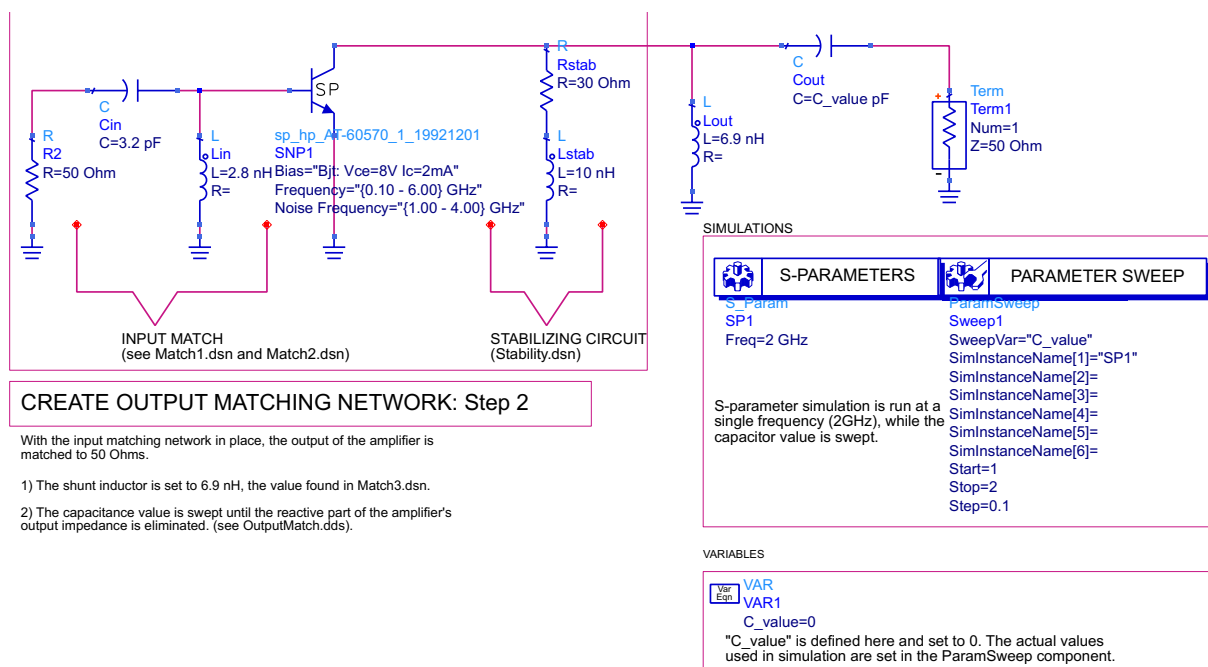 R
R2
R=50 Ohm
C
Cin
C=3.2 pF
L
Lin
L=2.8 nH
R=
SP
sp_hp_AT-60570_1_19921201
SNP1
Bias="Bjt: Vce=8V Ic=2mA"
Frequency="{0.10 - 6.00} GHz"
Noise Frequency="{1.00 - 4.00} GHz"
R
Rstab
R=30 Ohm
L
Lstab
L=10 nH
R=
L
Lout
L=6.9 nH
R=
C
Cout
C=C_value pF
+
Term
Term1
Num=1
Z=50 Ohm
-
INPUT MATCH
(see Match1.dsn and Match2.dsn)
STABILIZING CIRCUIT
(Stability.dsn)
CREATE OUTPUT MATCHING NETWORK: Step 2
With the input matching network in place, the output of the amplifier is
matched to 50 Ohms.
1) The shunt inductor is set to 6.9 nH, the value found in Match3.dsn.
2) The capacitance value is swept until the reactive part of the amplifier's
output impedance is eliminated. (see OutputMatch.dds).
SIMULATIONS
S-PARAMETERS
S_Param
SP1
Freq=2 GHz
S-parameter simulation is run at a
single frequency (2GHz), while the
capacitor value is swept.
PARAMETER SWEEP
ParamSweep
Sweep1
SweepVar="C_value"
SimInstanceName[1]="SP1"
SimInstanceName[2]=
SimInstanceName[3]=
SimInstanceName[4]=
SimInstanceName[5]=
SimInstanceName[6]=
Start=1
Stop=2
Step=0.1
VARIABLES
Var
Eqn
VAR
VAR1
C_value=0
"C_value" is defined here and set to 0. The actual values
used in simulation are set in the ParamSweep component.